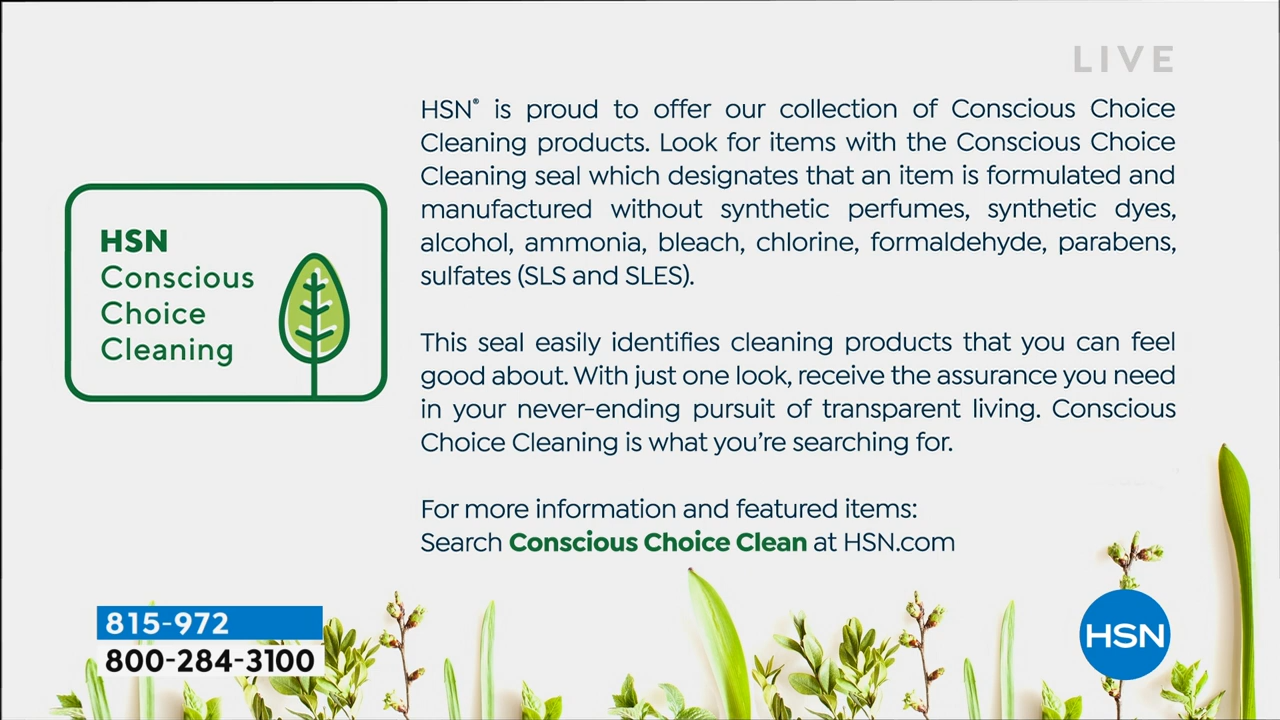 LIVE
HSN® is proud to offer our collection of Conscious Choice
Cleaning products. Look for items with the Conscious Choice
Cleaning seal which designates that an item is formulated and
manufactured without synthetic perfumes, synthetic dyes,
alcohol, ammonia, bleach, chlorine, formaldehyde, parabens,
sulfates (SLS and SLES).
HSN
Conscious
Choice
Cleaning
This seal easily identifies cleaning products that you can feel
good about. With just one look, receive the assurance you need
in your never-ending pursuit of transparent living. Conscious
Choice Cleaning is what you're searching for.
For more information and featured items:
Search Conscious Choice Clean at HSN.com
815-972
800-284-3100
HSN